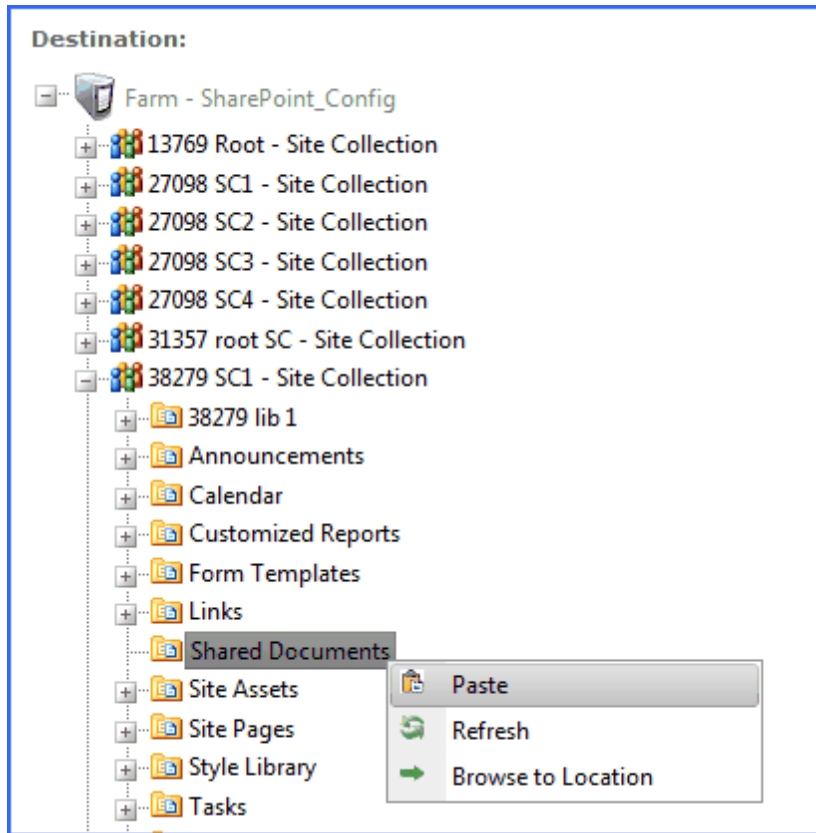 Destination:
Farm - SharePoint_Config
13769 Root - Site Collection
27098 SC1 - Site Collection
27098 SC2 - Site Collection
27098 SC3 - Site Collection
27098 SC4 - Site Collection
31357 root SC - Site Collection
38279 SC1 - Site Collection
38279 lib 1
Announcements
Calendar
Customized Reports
Form Templates
Links
Shared Documents
Site Assets
Paste
Site Pages
Refresh
Style Library
Browse to Location
Tasks